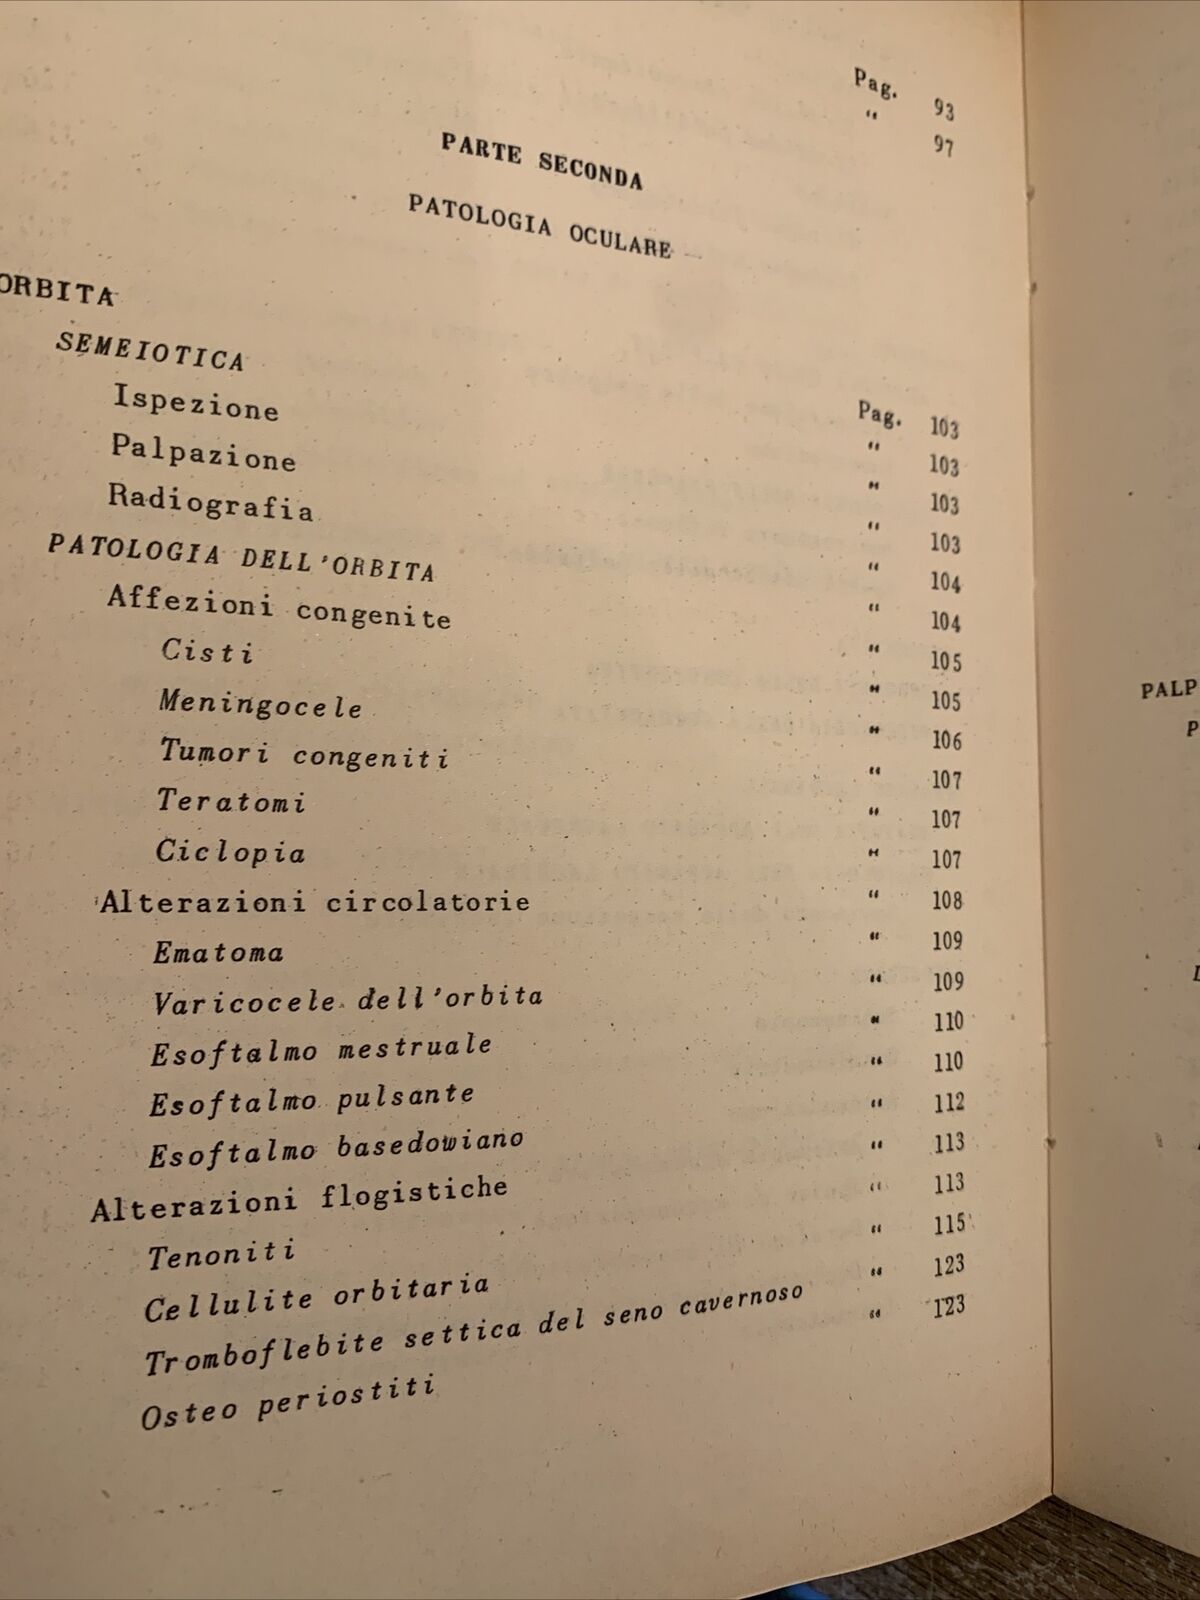 Pag. 93
" 97
PARTE SECONDA
PATOLOGIA OCULARE
ORBITA Pag. 103
SEMEIOTICA " 103
Ispezione " 103
Palpazione " 103
Radiografia " 104
PATOLOGIA DELL'ORBITA " 104
Affezioni congenite " 105
Cisti " 105
Meningocele " 106
Tumori congeniti " 107
Teratomi " 107
Ciclopia " 107
Alterazioni circolatorie " 108
Ematoma " 109
Varicocele dell'orbita " 109
Esoftalmo mestruale " 110
Esoftalmo pulsante " 110
Esoftalmo basedowiano " 112
Alterazioni flogistiche " 113
Tenoniti " 113
Cellulite orbitaria " 115
Tromboflebite settica del seno cavernoso " 123
Osteo periostiti " 123
PALP
P